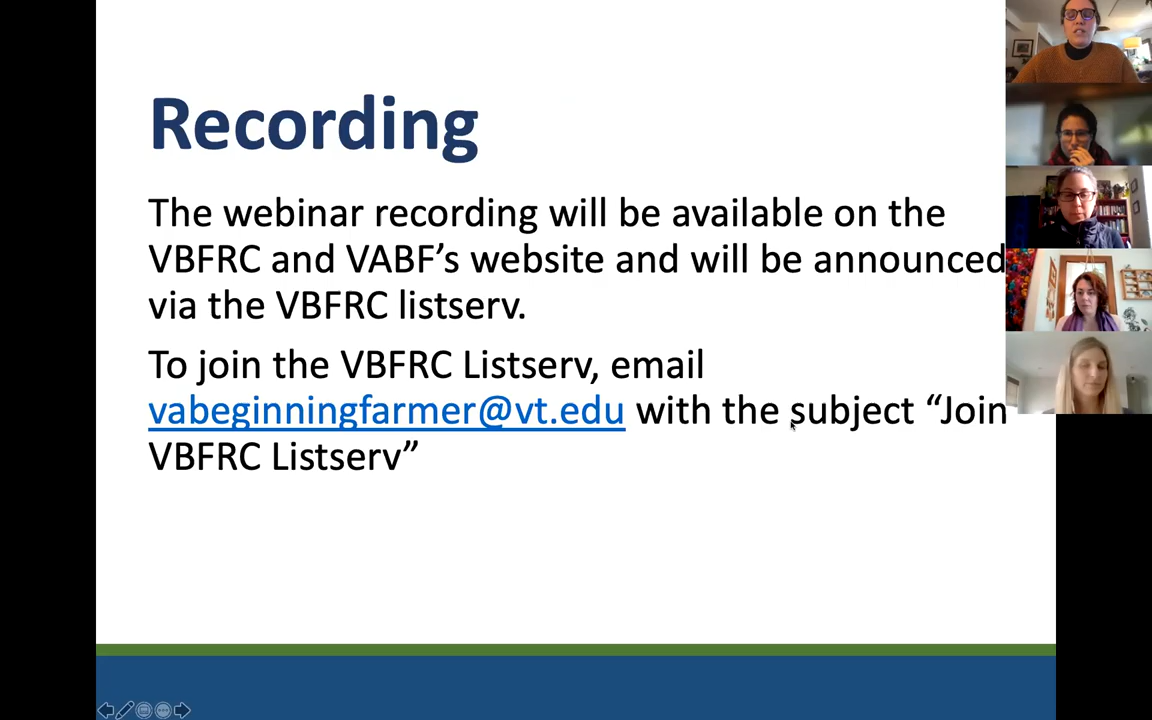 Recording
The webinar recording will be available on the
VBFRC and VABF’s website and will be announced
via the VBFRC listserv.
To join the VBFRC Listserv, email
vabeginningfarmer@vt.edu with the subject “Join
VBFRC Listserv”